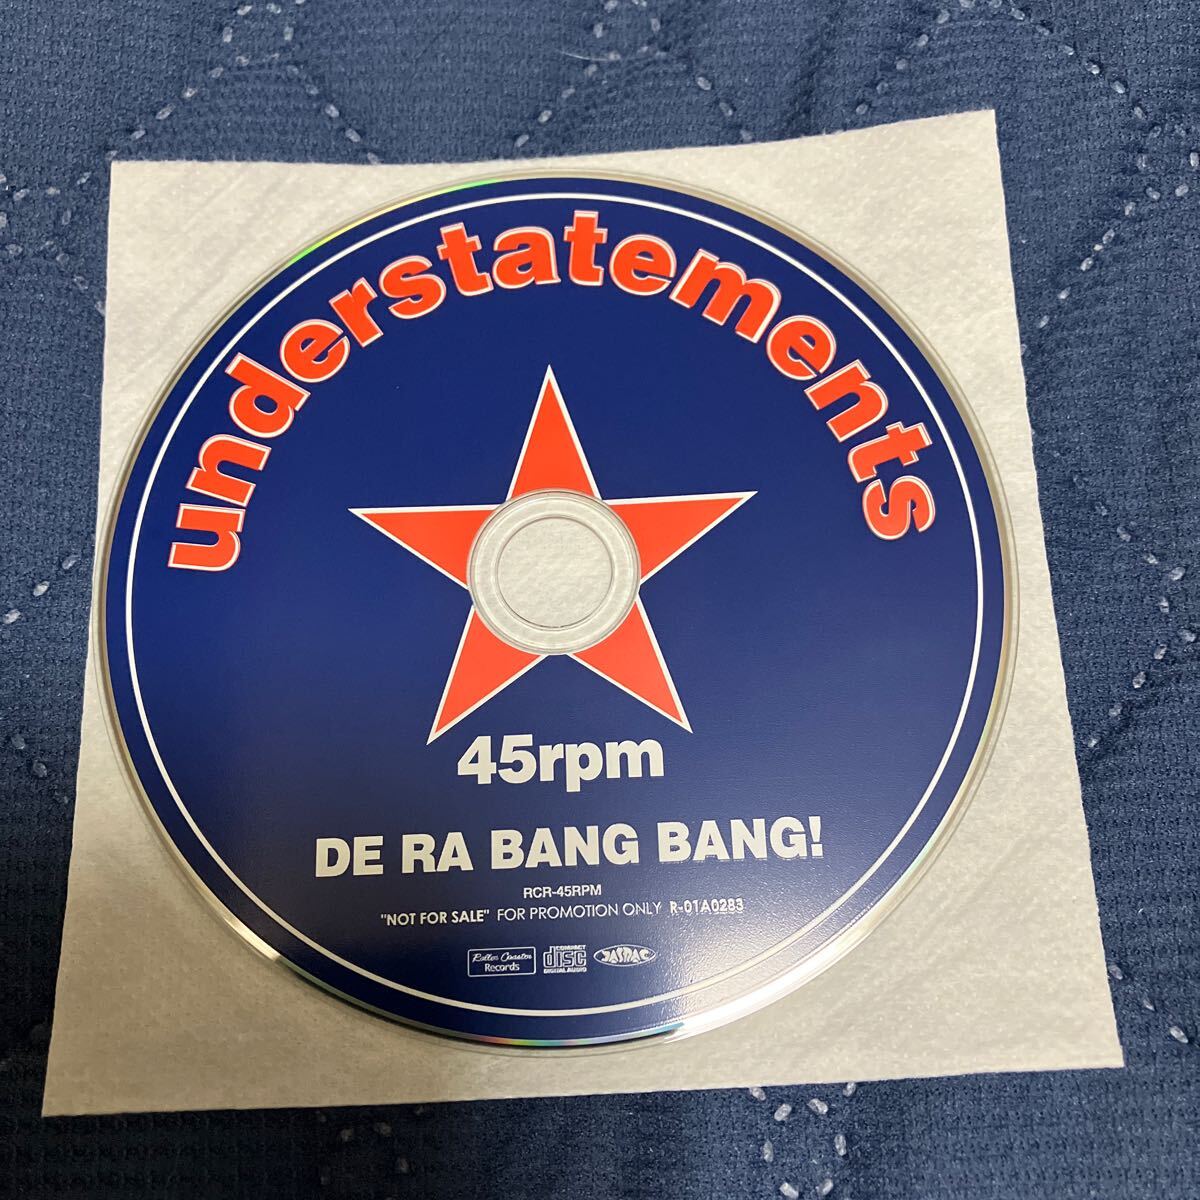 understatements
45rpm
DE RA BANG BANG!
RCR-45RPM
"NOT FOR SALE" FOR PROMOTION ONLY R-01A0283
Roller Coaster
Records
COMPACT
disc
DIGITAL AUDIO
JASRAC